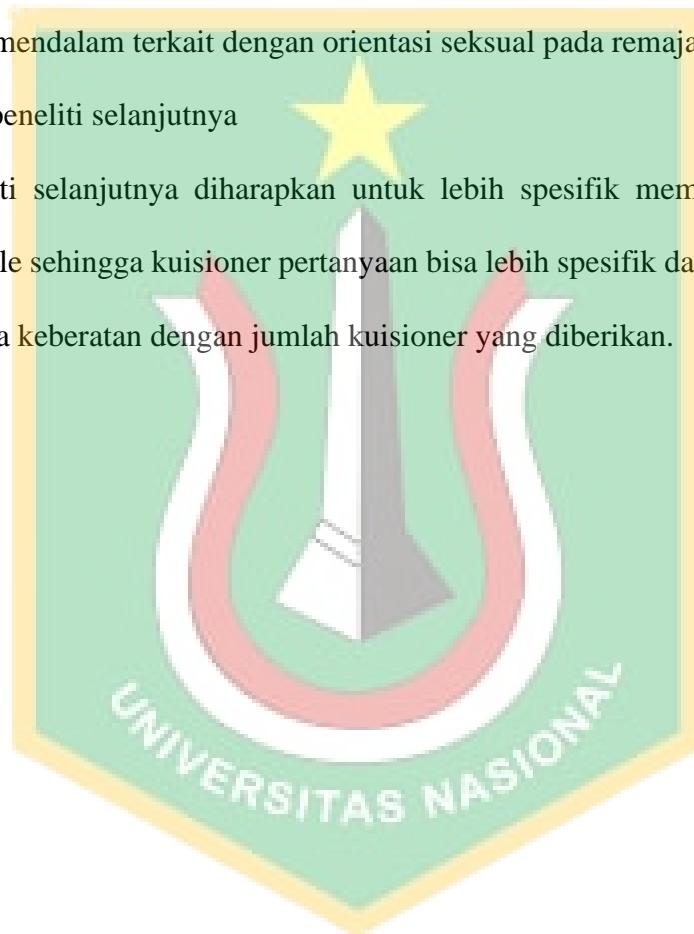 mendalam terkait dengan orientasi seksual pada remaja
peneliti selanjutnya
ti selanjutnya diharapkan untuk lebih spesifik mem
le sehingga kuisioner pertanyaan bisa lebih spesifik da
a keberatan dengan jumlah kuisioner yang diberikan.
UNIVERSITAS NASIONAL